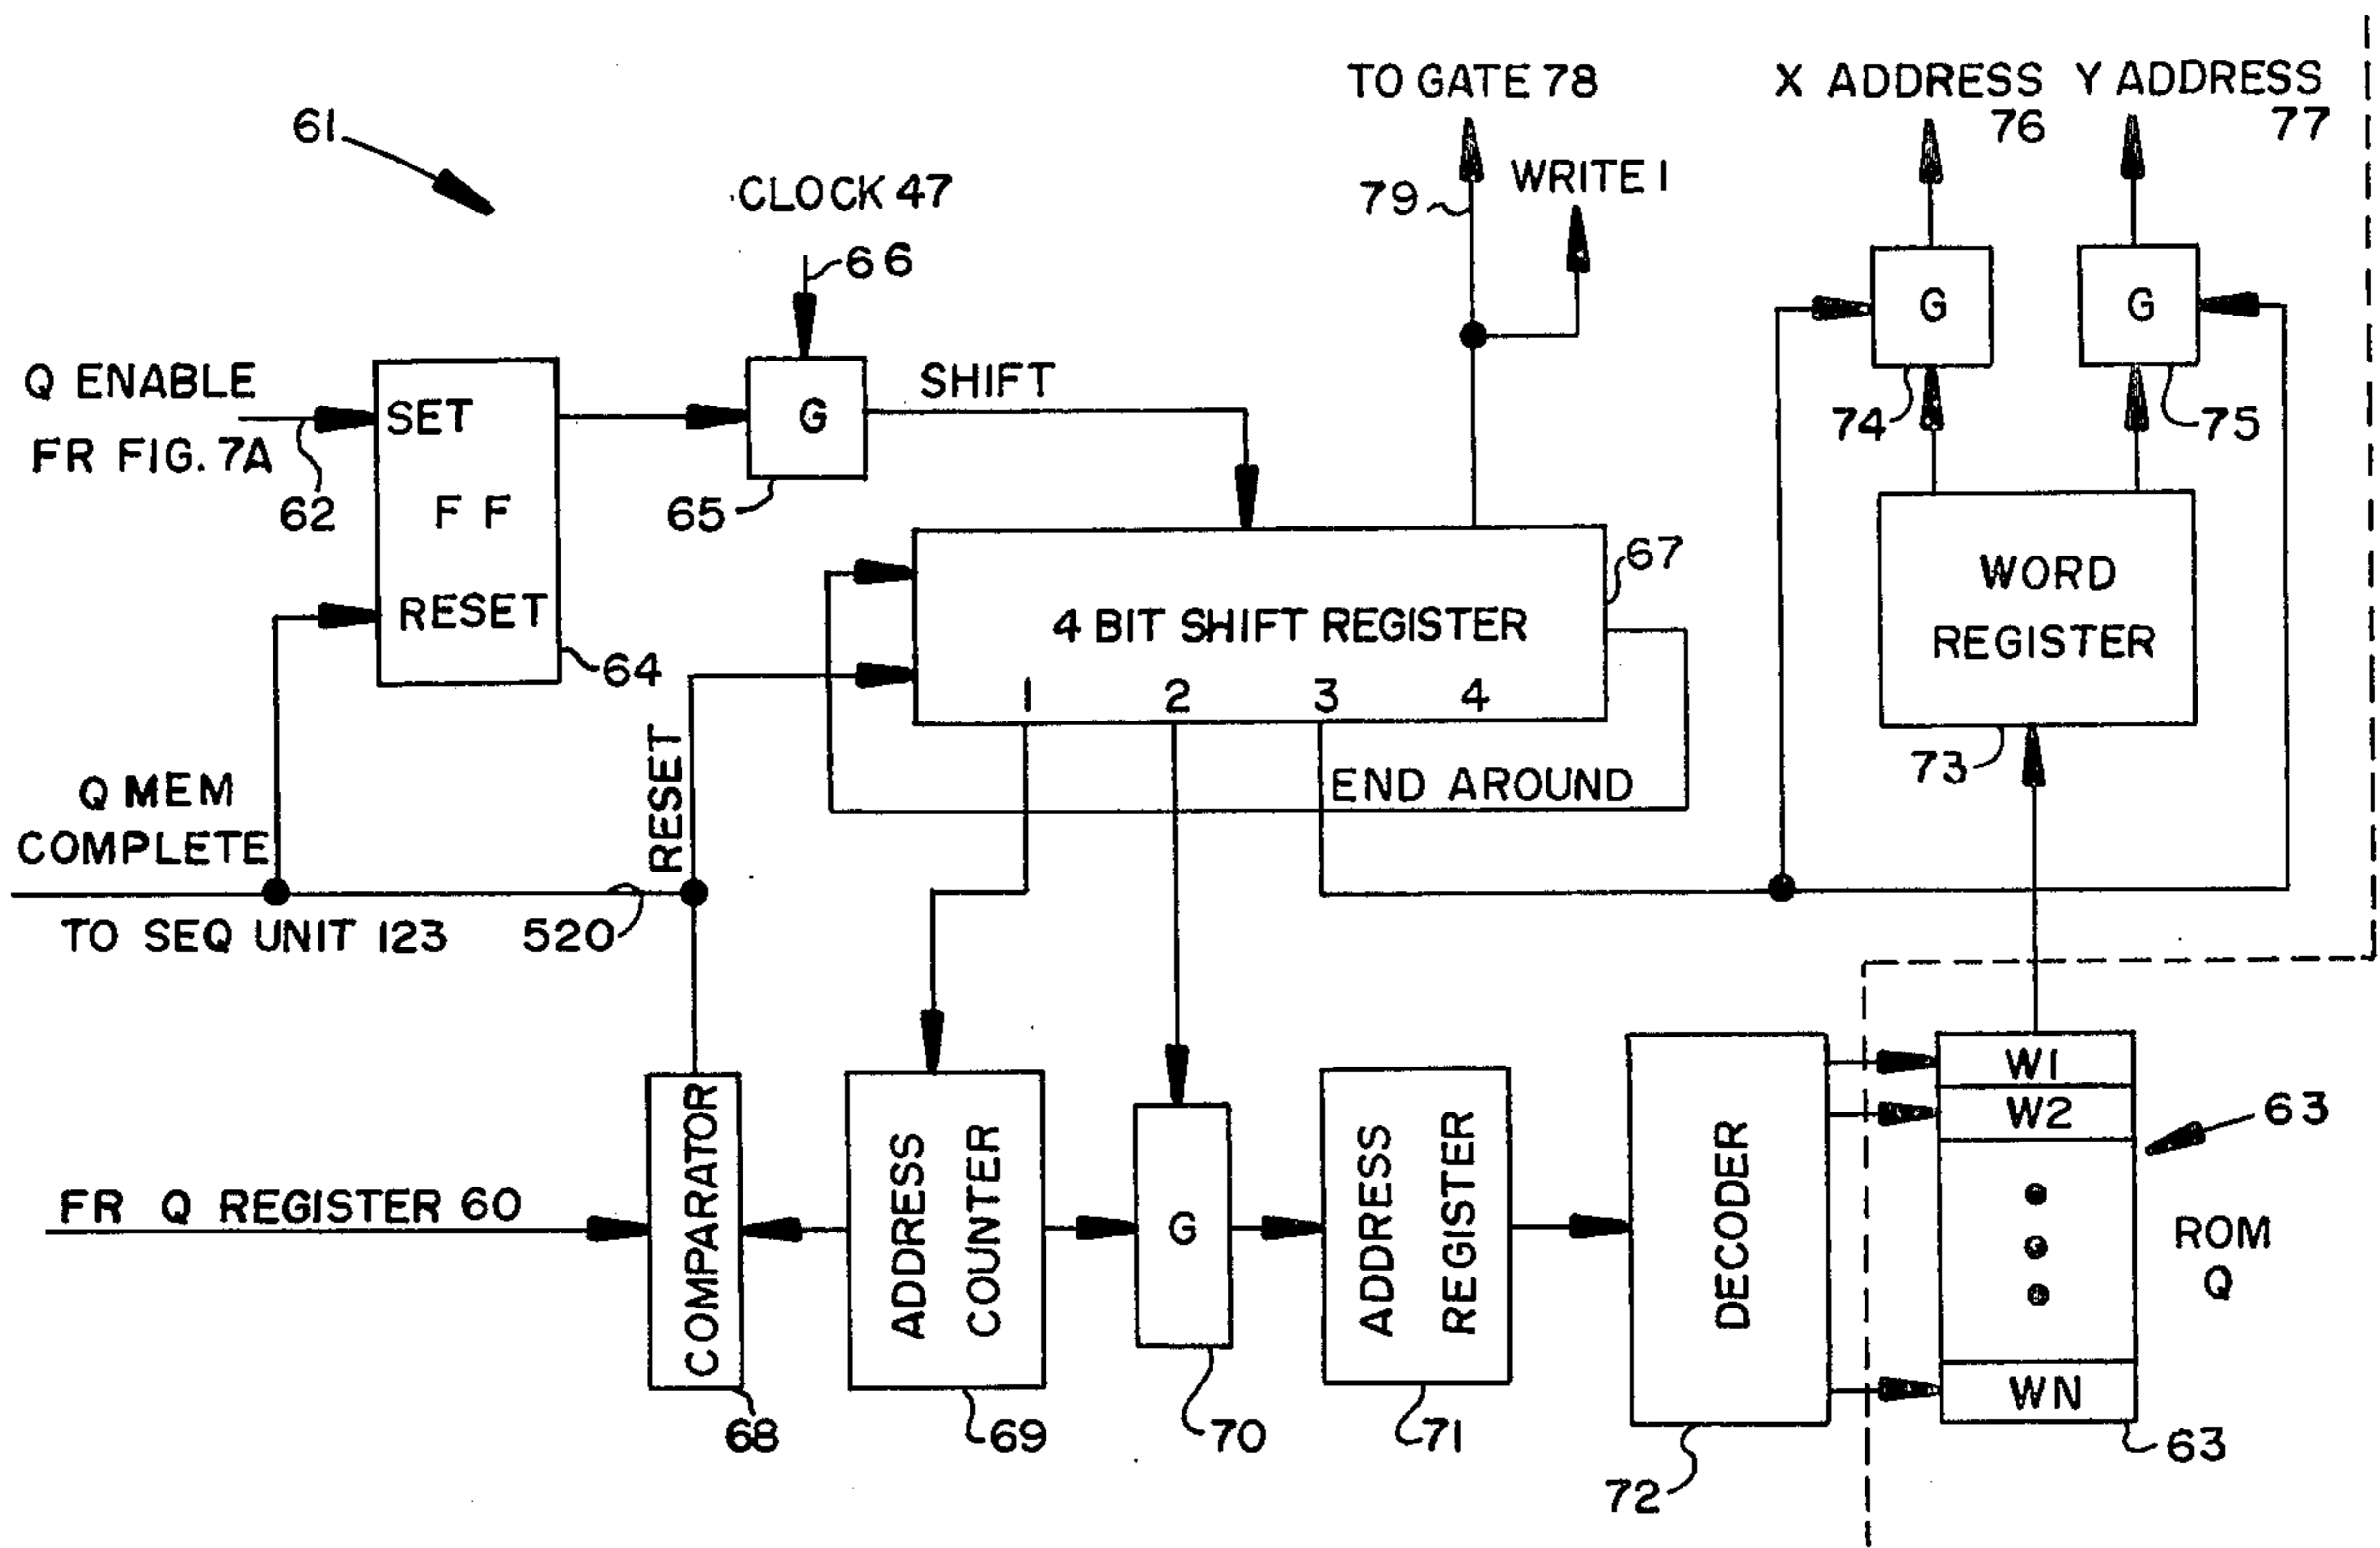 TO GATE 78
X ADDRESS
76
Y ADDRESS
77
61
CLOCK 47
79
WRITE 1
66
G
G
Q ENABLE
FR FIG. 7A
62
SET
F F
RESET
64
G
65
SHIFT
74
75
67
4 BIT SHIFT REGISTER
1 2 3 4
WORD
REGISTER
73
RESET
END AROUND
Q MEM
COMPLETE
TO SEQ UNIT 123
520
FR Q REGISTER 60
COMPARATOR
68
ADDRESS
COUNTER
69
G
70
ADDRESS
REGISTER
71
DECODER
72
W1
W2
WN
63
ROM
Q
63